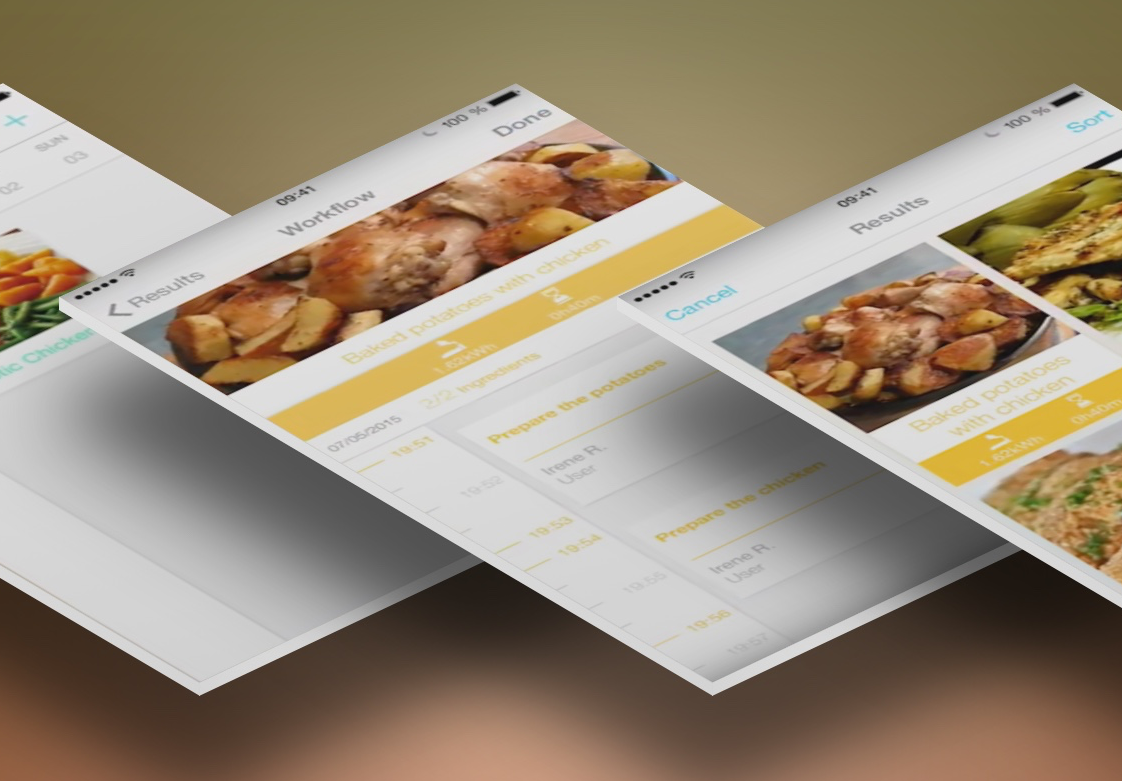 SUN
02
03
lic Chicken
100 %
09:41
Results
Workflow
Done
Baked potatoes with chicken
1.62kWh
0h40m
07/05/2015
2/2 Ingredients
19:51
19:52
19:53
19:54
19:55
19:56
19:57
Prepare the potatoes
Irene R.
User
Prepare the chicken
Irene R.
User
100 %
09:41
Cancel
Results
Sort
Baked potatoes
with chicken
1.62kWh
0h40m